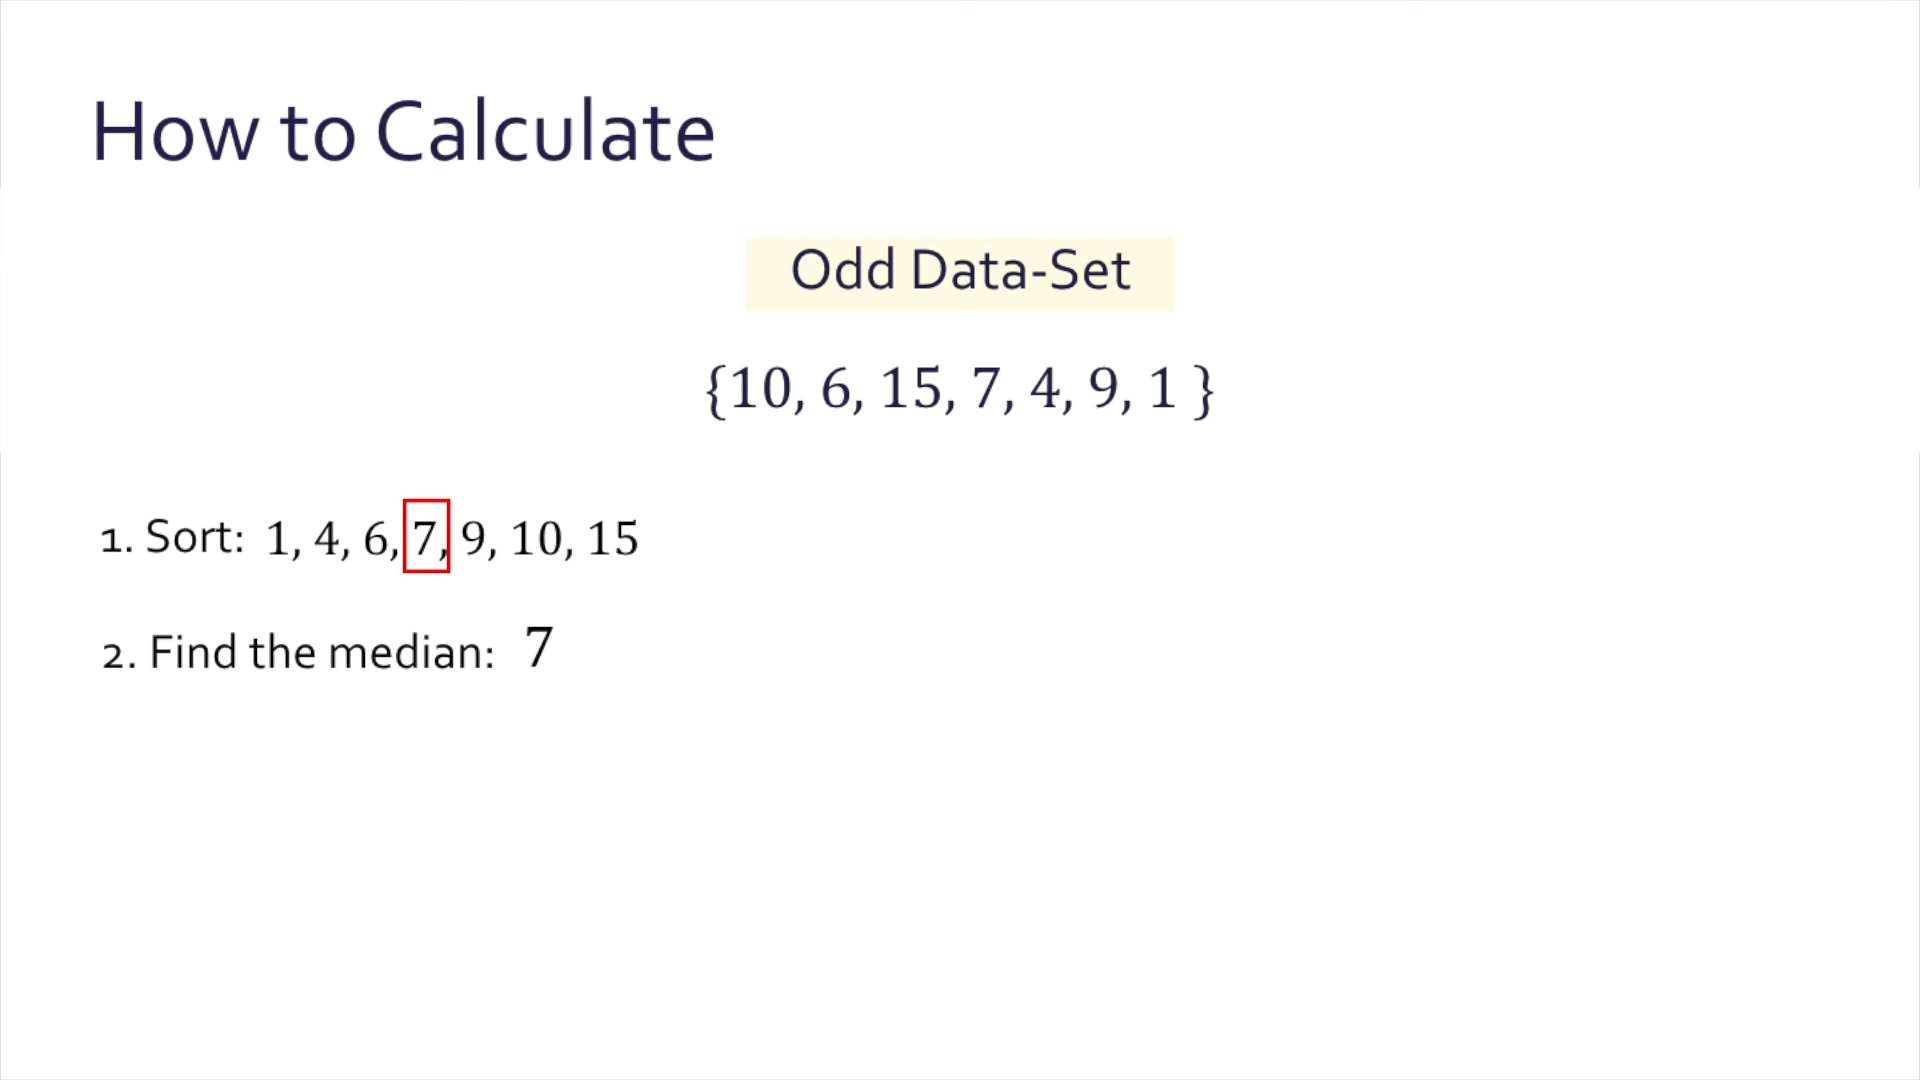 How to Calculate
Odd Data-Set
{10, 6, 15, 7, 4, 9, 1 }
1. Sort: 1, 4, 6, 7, 9, 10, 15
2. Find the median: 7